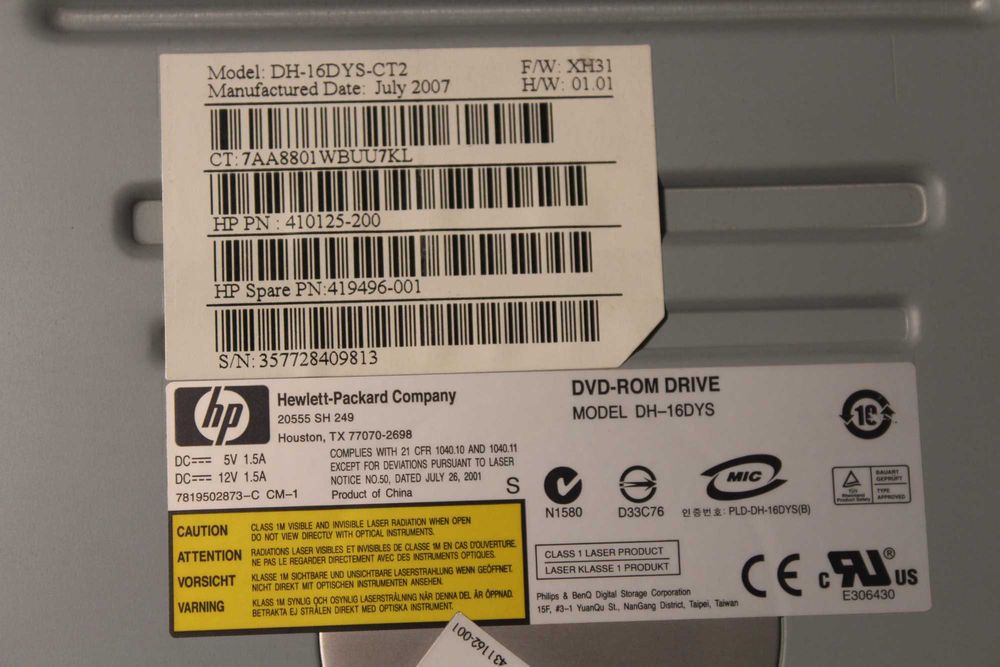 Model: DH-16DYS-CT2 F/W: XH31
Manufactured Date: July 2007 H/W: 01.01
CT:7AA8801WBUU7KL
HP PN : 410125-200
HP Spare PN:419496-001
S/N: 357728409813
hp
Hewlett-Packard Company
20555 SH 249
Houston, TX 77070-2698
DC 5V 1.5A
DC 12V 1.5A
7819502873-C CM-1
COMPLIES WITH 21 CFR 1040.10 AND 1040.11
EXCEPT FOR DEVIATIONS PURSUANT TO LASER
NOTICE NO.50, DATED JULY 26, 2001
Product of China
S
DVD-ROM DRIVE
MODEL DH-16DYS
10
N1580
D33C76
MIC
인증번호: PLD-DH-16DYS(B)
TÜV
Rheinland
Product Safety
BAUART
GEPRÜFT
TYPE
APPROVED
CAUTION CLASS 1M VISIBLE AND INVISIBLE LASER RADIATION WHEN OPEN
DO NOT VIEW DIRECTLY WITH OPTICAL INSTRUMENTS.
ATTENTION RADIATIONS LASER VISIBLES ET INVISIBLES DE CLASSE 1M EN CAS D'OUVERTURE.
NE PAS LE REGARDER DIRECTEMENT AVEC DES INSTRUMENTS OPTIQUES.
VORSICHT KLASSE 1M SICHTBARE UND UNSICHTBARE LASERSTRAHLUNG WENN GEÖFFNET.
NICHT DIREKT MIT OPTISCHEN INSTRUMENTEN ANSEHEN.
VARNING KLASS 1M SYNLIG OCH OSYNLIG LASERSTRÅLNING NÄR DENNA DEL ÄR ÖPPNAD.
BETRAKTA EJ STRÅLEN DIREKT MED OPTISKA INSTRUMENT.
CLASS 1 LASER PRODUCT
LASER KLASSE 1 PRODUKT
Philips & BenQ Digital Storage Corporation
15F, #3-1 YuanQu St., NanGang District, Taipei, Taiwan
CE
c RU ® US
E306430
431162-001